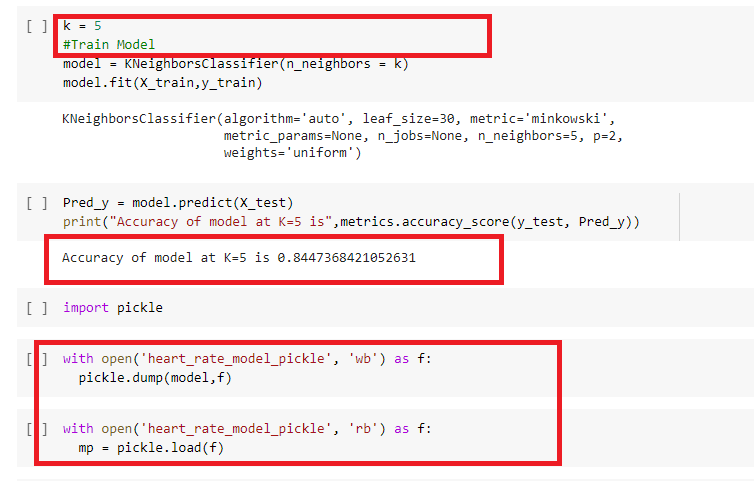 [ ] k = 5
#Train Model
model = KNeighborsClassifier(n_neighbors = k)
model.fit(X_train,y_train)
KNeighborsClassifier(algorithm='auto', leaf_size=30, metric='minkowski',
metric_params=None, n_jobs=None, n_neighbors=5, p=2,
weights='uniform')
[ ] Pred_y = model.predict(X_test)
print("Accuracy of model at K=5 is",metrics.accuracy_score(y_test, Pred_y))
Accuracy of model at K=5 is 0.8447368421052631
[ ] import pickle
[ ] with open('heart_rate_model_pickle', 'wb') as f:
pickle.dump(model,f)
[ ] with open('heart_rate_model_pickle', 'rb') as f:
mp = pickle.load(f)